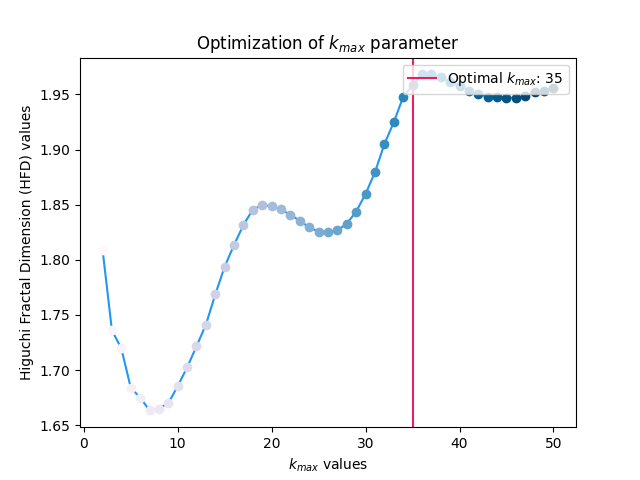 Optimization of k_max parameter
Optimal k_max: 35
Higuchi Fractal Dimension (HFD) values
1.95
1.90
1.85
1.80
1.75
1.70
1.65
0 10 20 30 40 50
k_max values